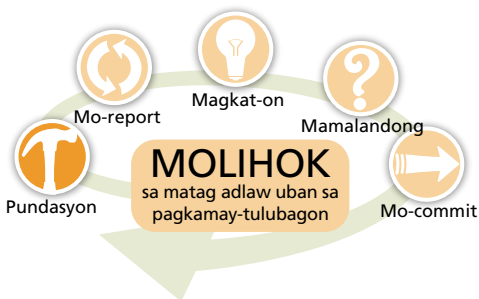 Magkat-on
Mo-report
Mamalandong
Pundasyon
Mo-commit
MOLIHOK
sa matag adlaw uban sa
pagkamay-tulubagon